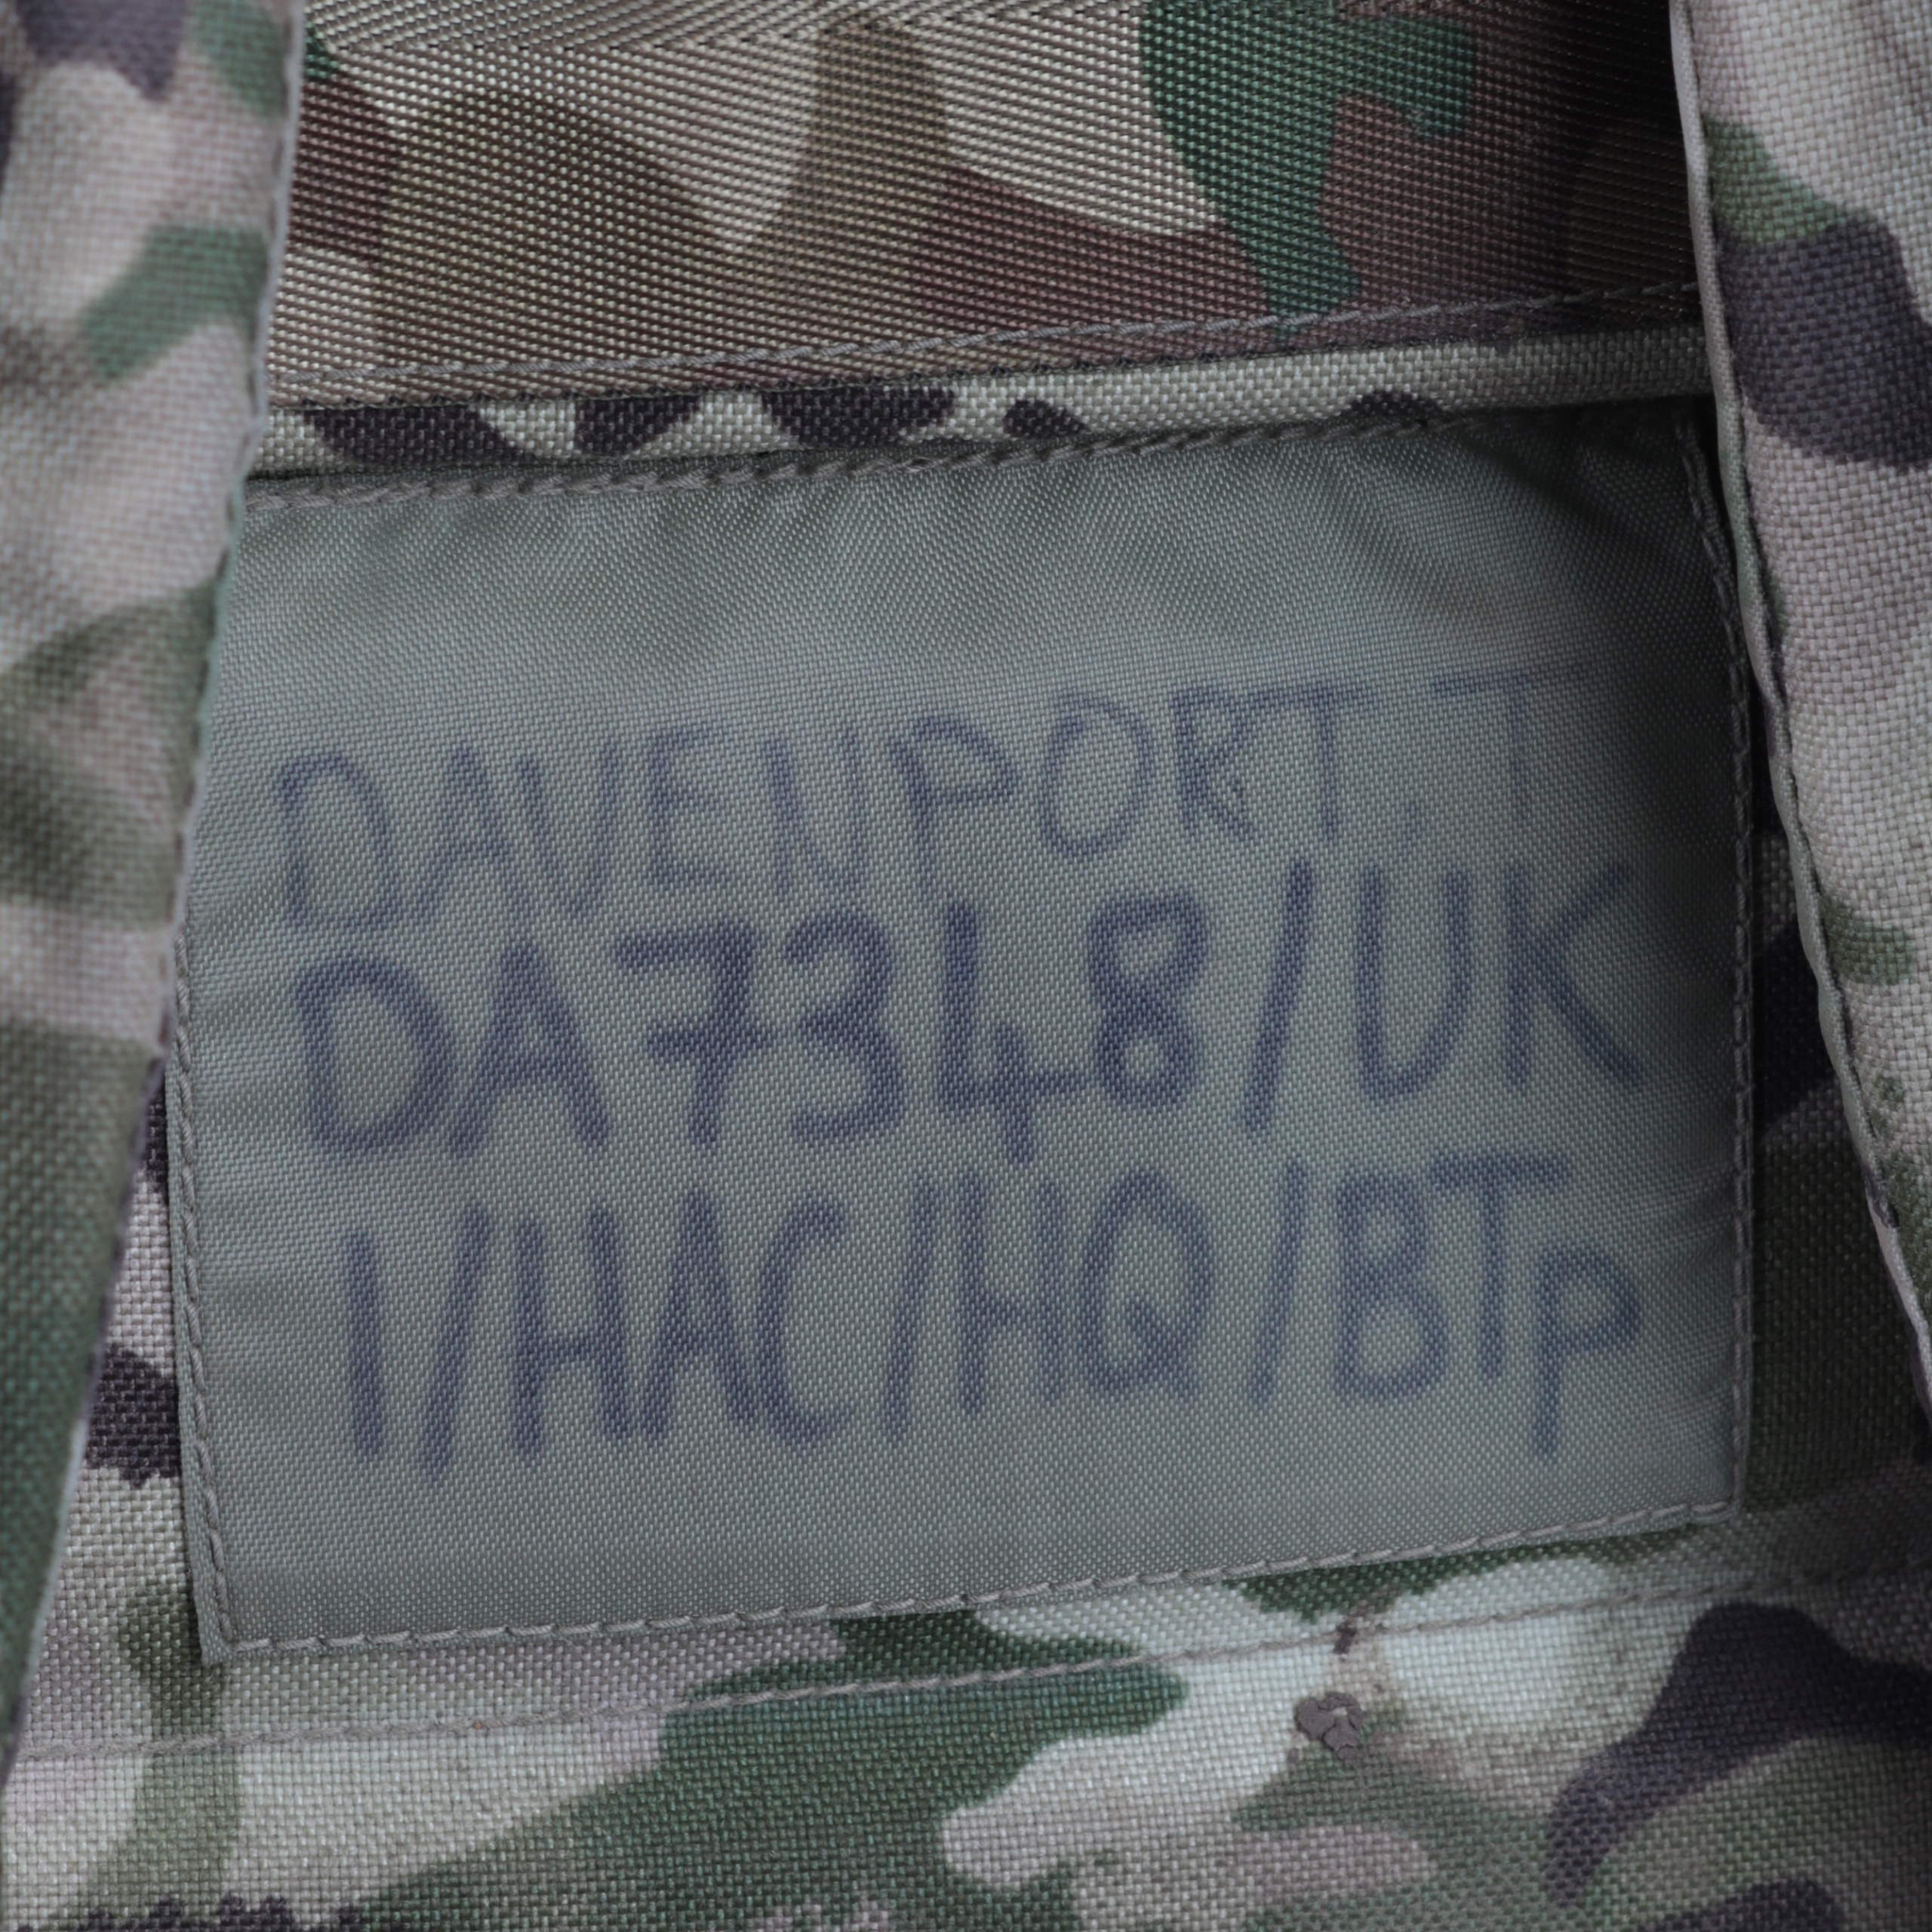 DAVENPORT. T
DA7348/UK
1/HAC/HQ/BTP